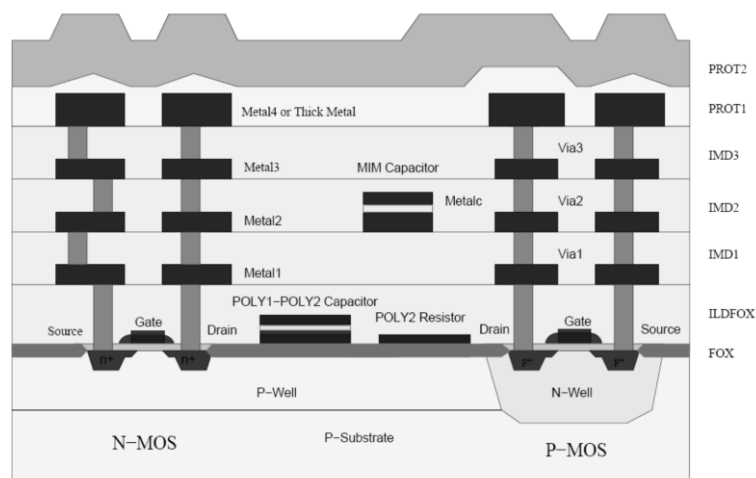 PROT2
Metal4 or Thick Metal
PROT1
Via3
Metal3
MIM Capacitor
IMD3
Metalc
Via2
IMD2
Metal2
Via1
IMD1
Metal1
POLY1-POLY2 Capacitor
POLY2 Resistor
ILDFOX
Source
Gate
Drain
Drain
Gate
Source
n+
n+
p+
p+
FOX
P-Well
N-Well
N-MOS
P-Substrate
P-MOS